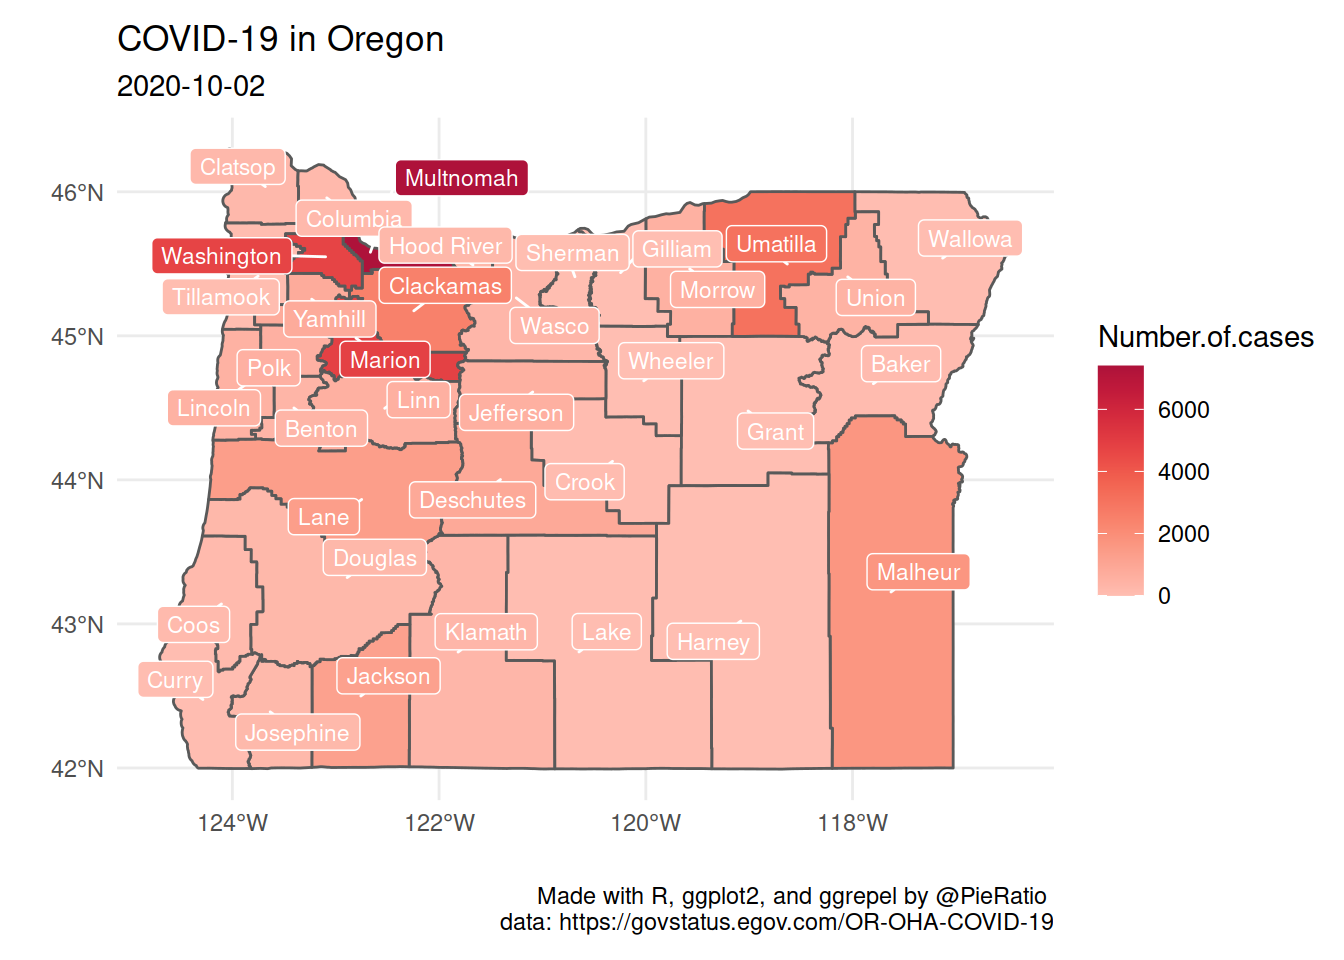 COVID-19 in Oregon
2020-10-02
46°N
45°N
44°N
43°N
42°N
124°W
122°W
120°W
118°W
Clatsop
Multnomah
Columbia
Washington
Hood River
Sherman
Gilliam
Umatilla
Wallowa
Tillamook
Clackamas
Morrow
Union
Yamhill
Wasco
Polk
Marion
Wheeler
Baker
Lincoln
Linn
Jefferson
Benton
Grant
Crook
Deschutes
Lane
Douglas
Malheur
Coos
Klamath
Lake
Harney
Curry
Jackson
Josephine
Number.of.cases
6000
4000
2000
0
Made with R, ggplot2, and ggrepel by @PieRatio
data: https://govstatus.egov.com/OR-OHA-COVID-19